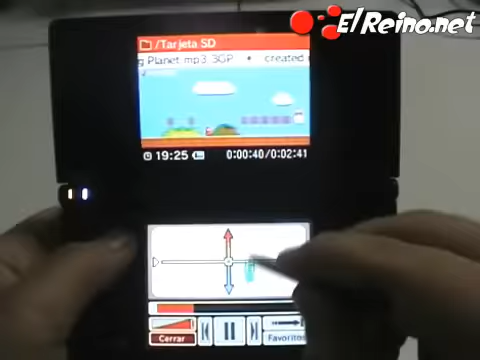 ElReino.net
/Tarjeta SD
g Planet mp3.3GP • created
19:25 0:00:40/0:02:41
Cerrar
Favoritos